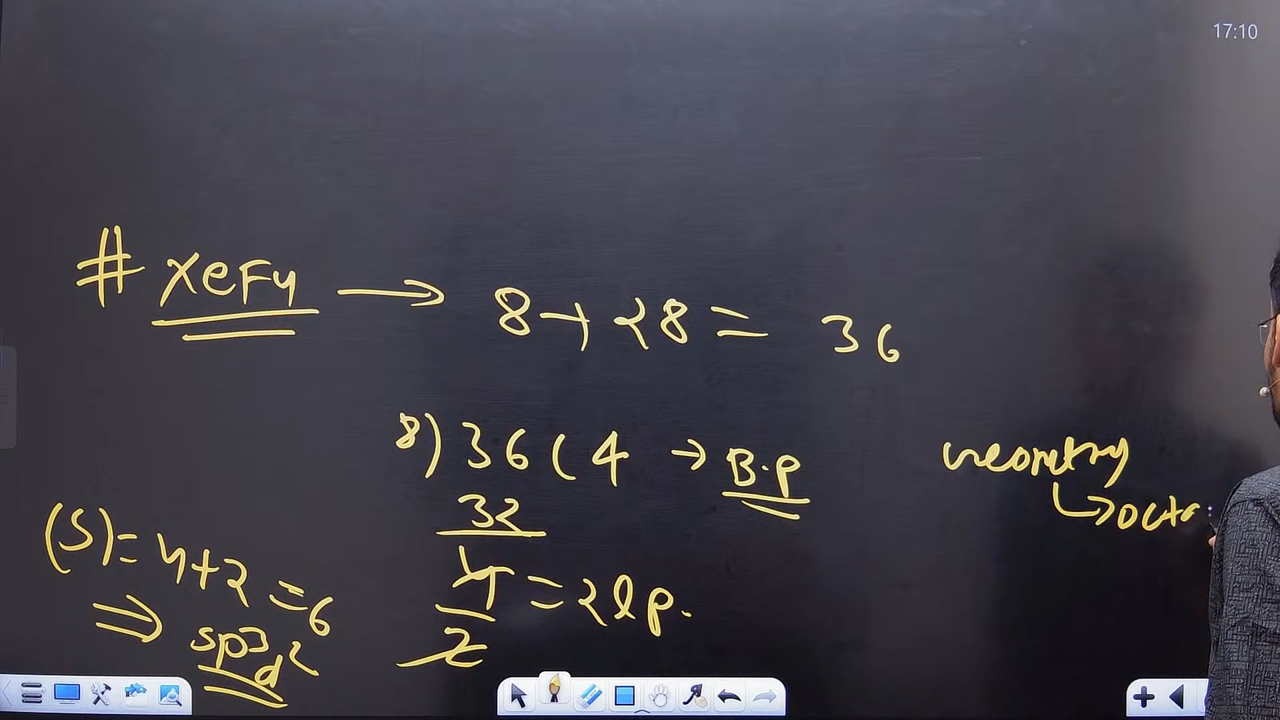 17:10
# XeF4 → 8+28= 36
8)36(4 → B.P
32
4/2 =2lp.
2
(S)= 4+2=6
⇒ sp3d2
Geometry
↳ octa